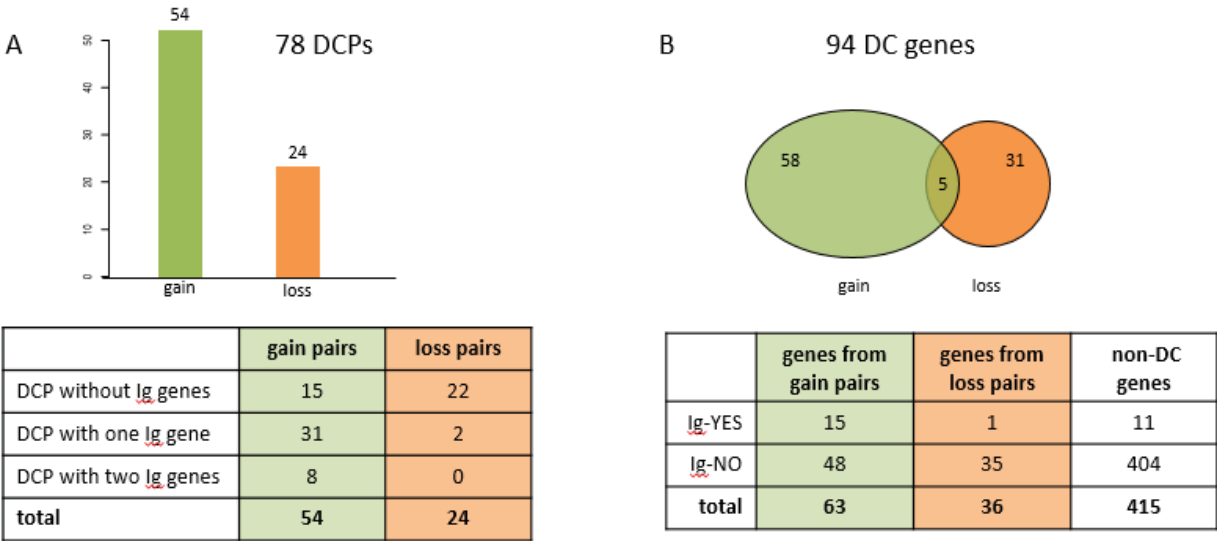 A
78 DCPs
54
24
50
40
30
20
10
0
gain
loss
gain pairs loss pairs
DCP without Ig genes 15 22
DCP with one Ig gene 31 2
DCP with two Ig genes 8 0
total 54 24
B
94 DC genes
58
5
31
gain
loss
genes from genes from non-DC
gain pairs loss pairs genes
Ig-YES 15 1 11
Ig-NO 48 35 404
total 63 36 415